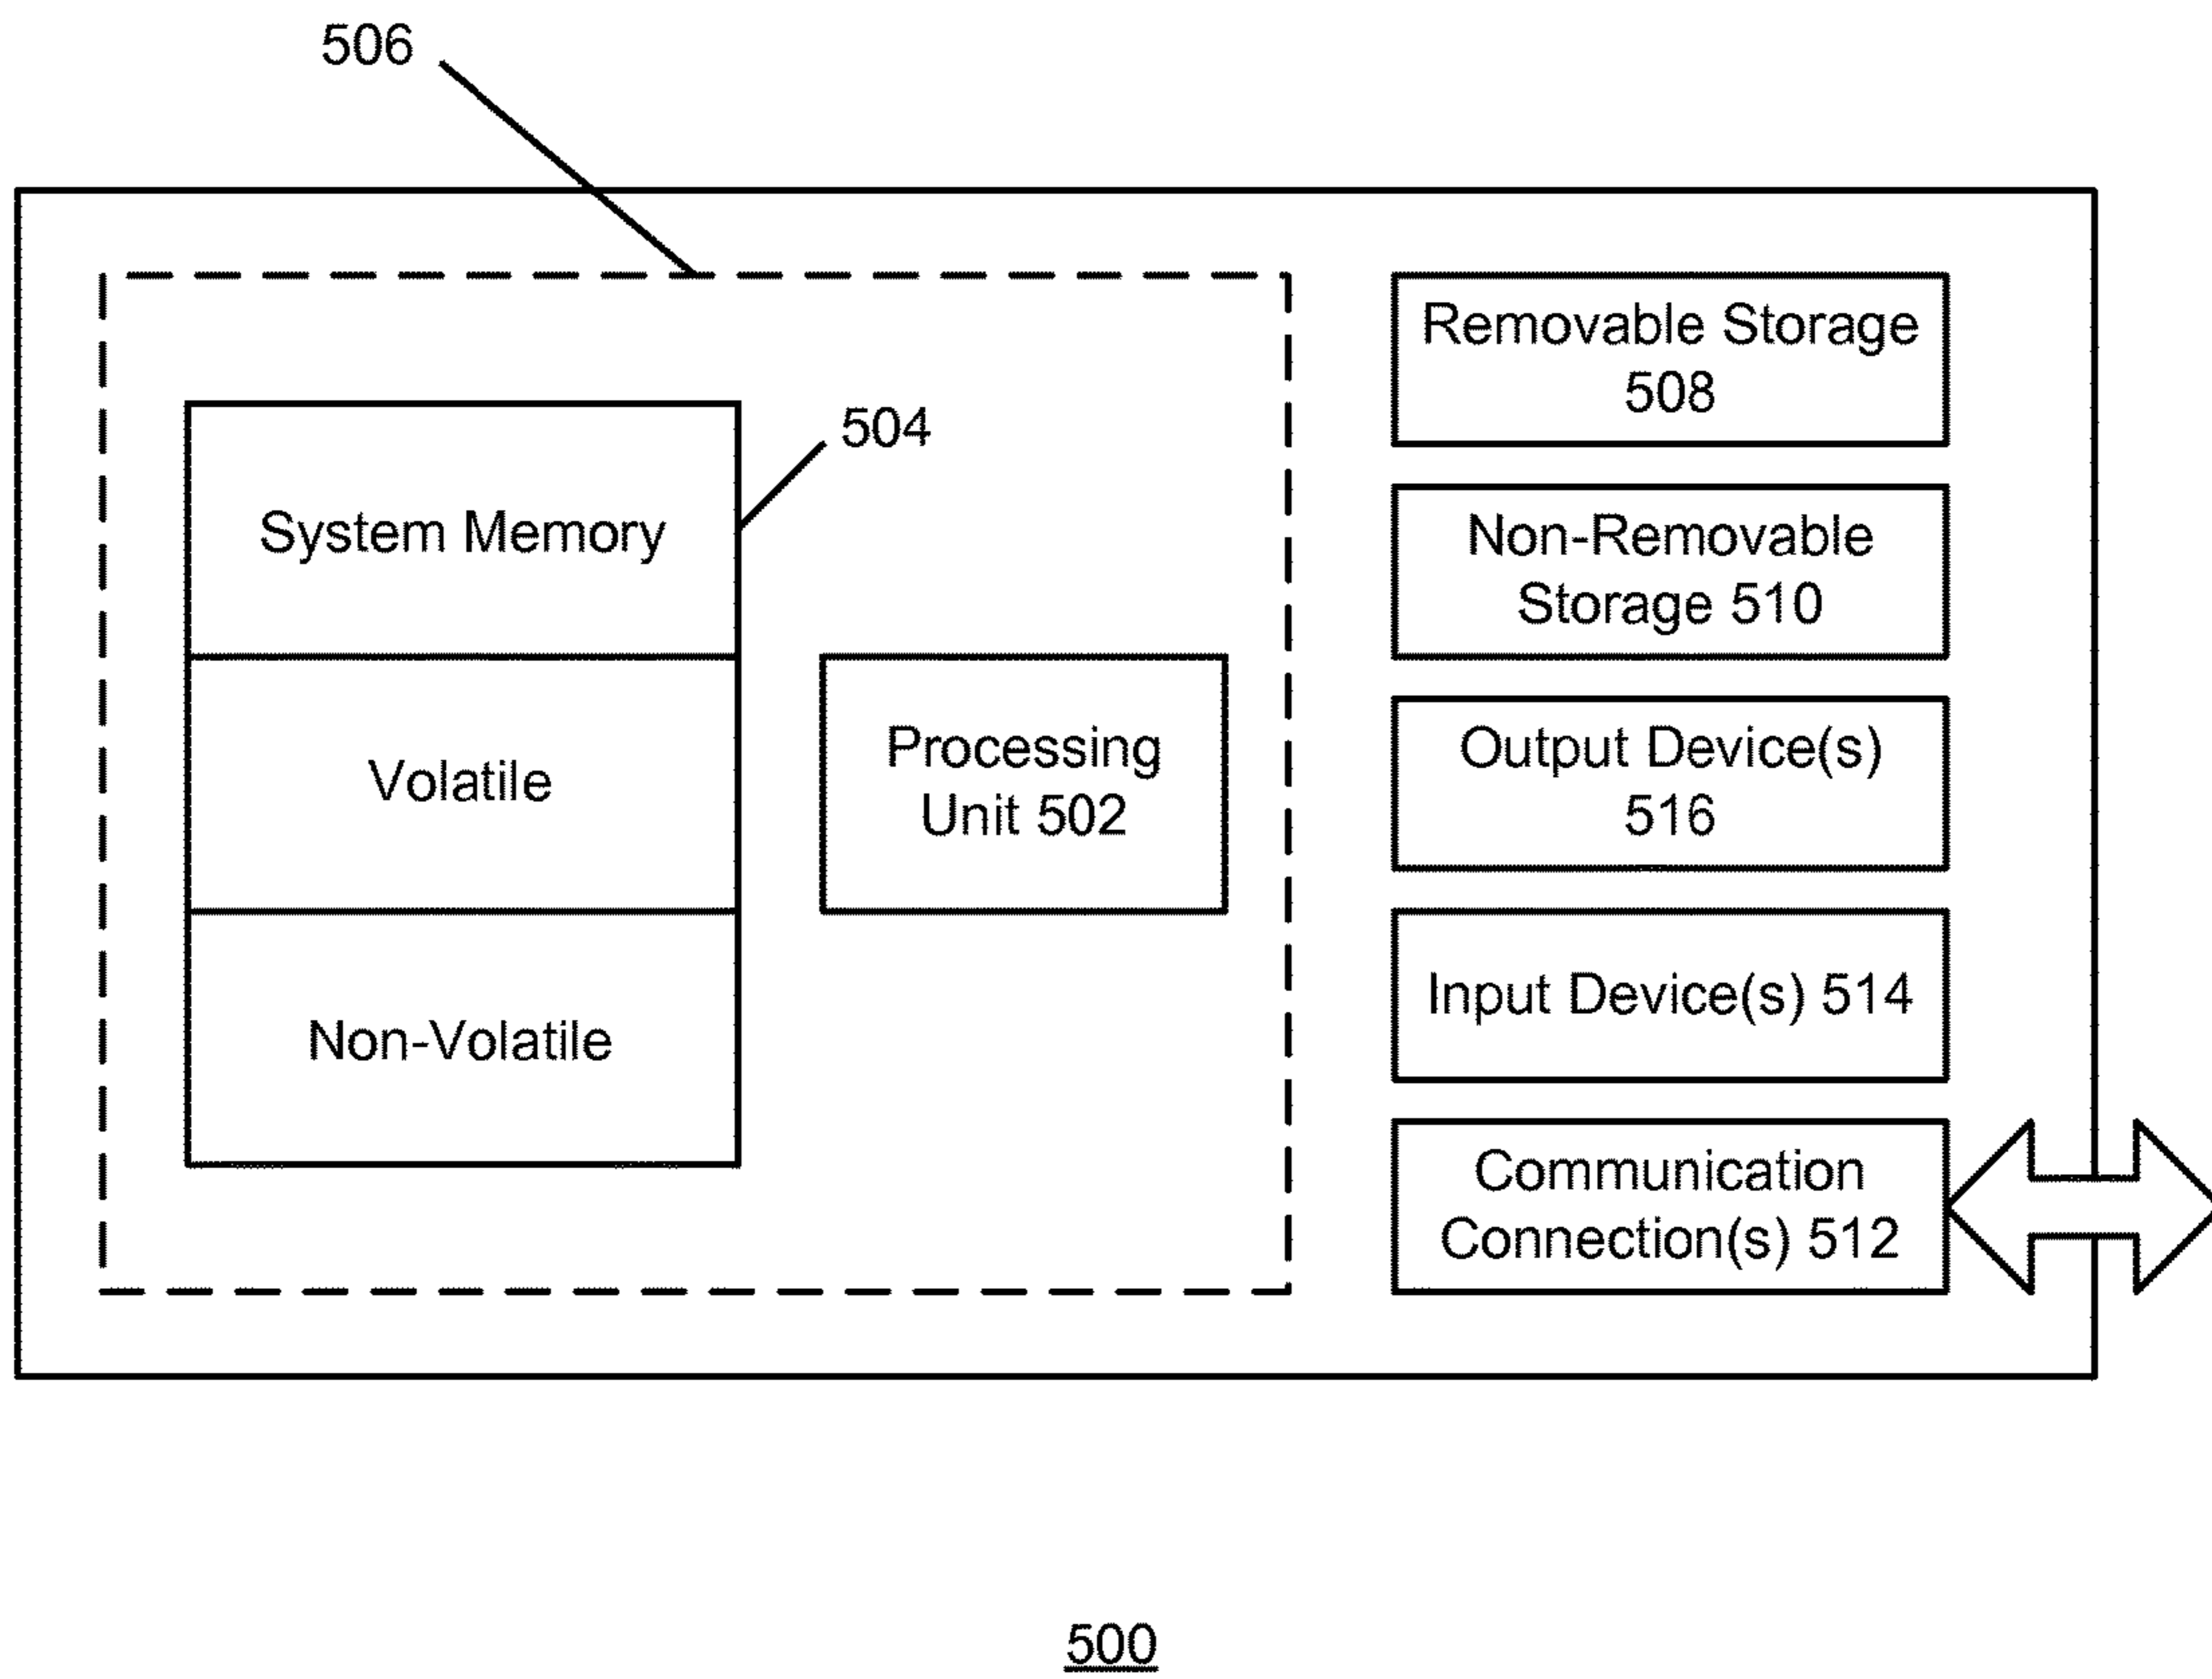 506
504
System Memory
Volatile
Non-Volatile
Processing
Unit 502
Removable Storage
508
Non-Removable
Storage 510
Output Device(s)
516
Input Device(s) 514
Communication
Connection(s) 512
500